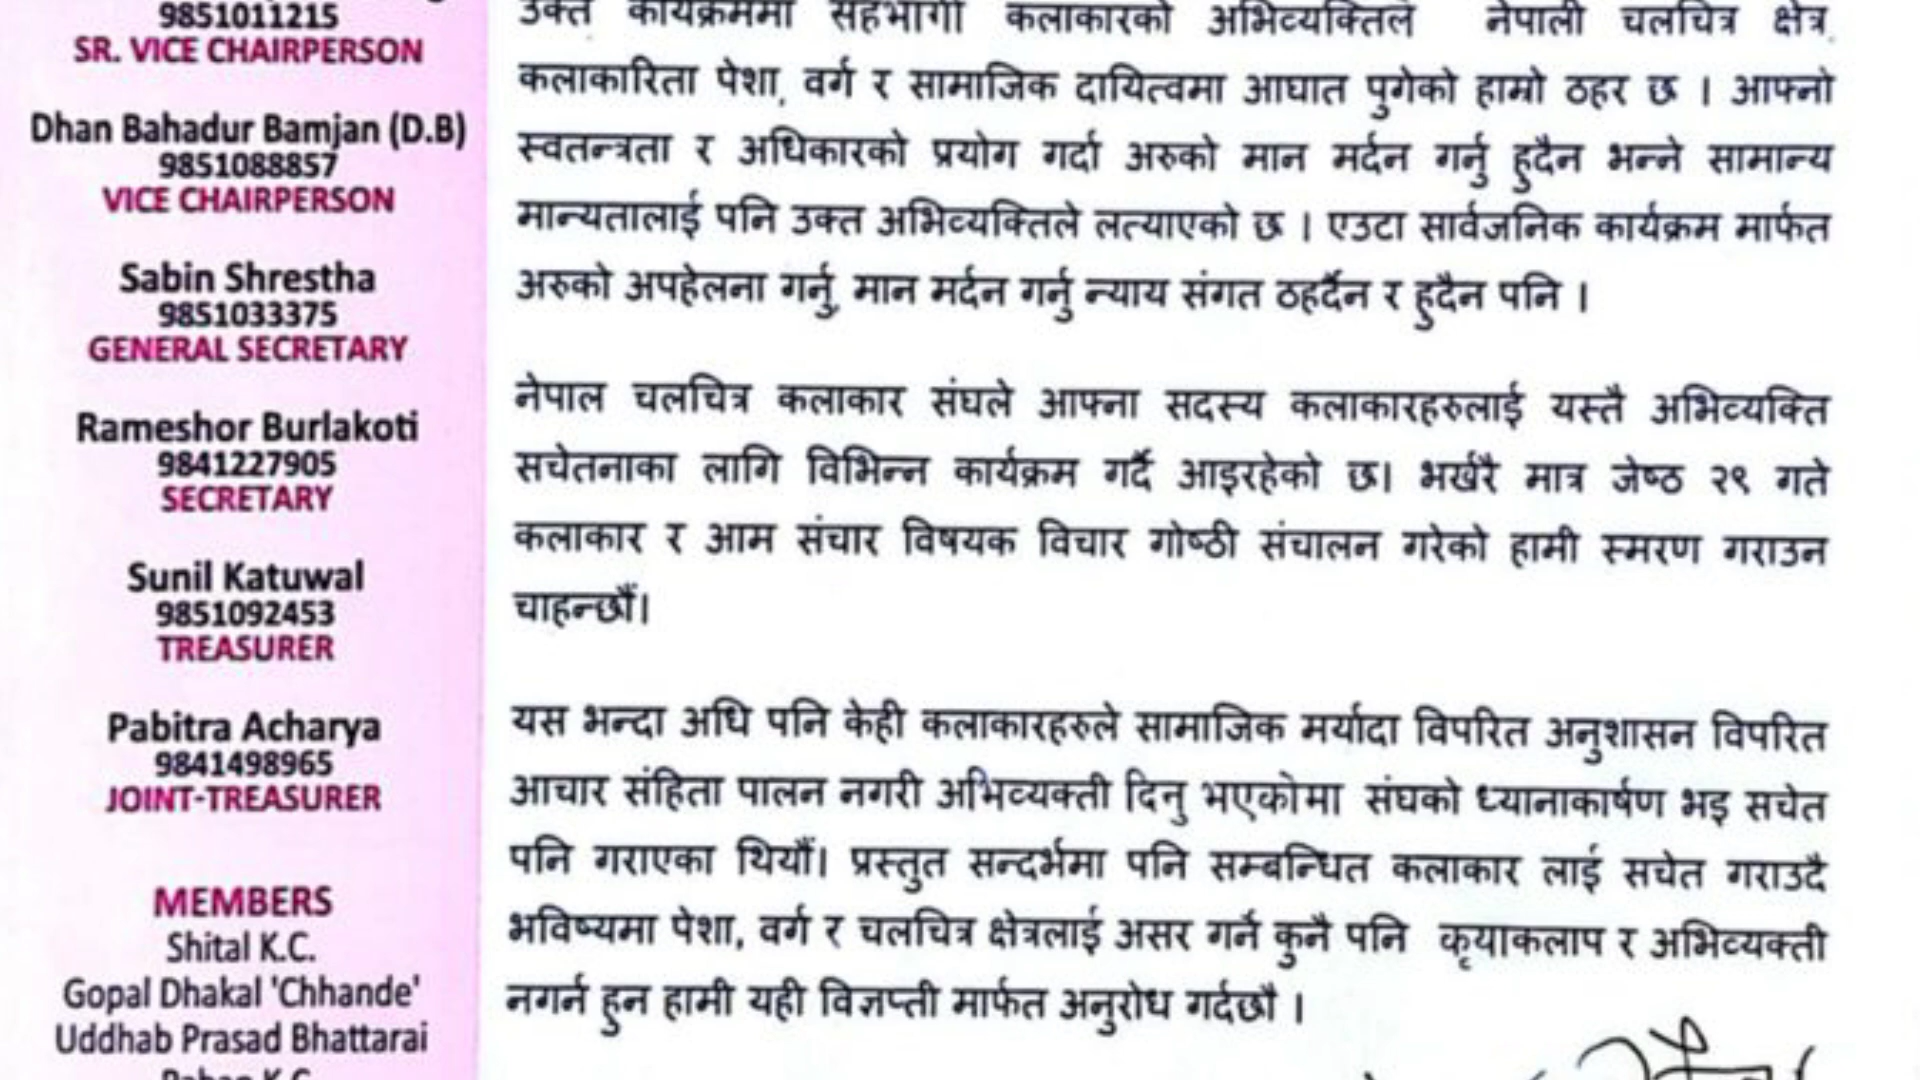 9851011215
SR. VICE CHAIRPERSON
Dhan Bahadur Bamjan (D.B)
9851088857
VICE CHAIRPERSON
Sabin Shrestha
9851033375
GENERAL SECRETARY
Rameshor Burlakoti
9841227905
SECRETARY
Sunil Katuwal
9851092453
TREASURER
Pabitra Acharya
9841498965
JOINT-TREASURER
MEMBERS
Shital K.C.
Gopal Dhakal 'Chhande'
Uddhab Prasad Bhattarai
उक्त कार्यक्रममा सहभागी कलाकारको अभिव्यक्तिले नेपाली चलचित्र क्षेत्र
कलाकारिता पेशा, वर्ग र सामाजिक दायित्वमा आघात पुगेको हाम्रो ठहर छ । आफ्नो
स्वतन्त्रता र अधिकारको प्रयोग गर्दा अरुको मान मर्दन गर्नु हुदैन भन्ने सामान्य
मान्यतालाई पनि उक्त अभिव्यक्तिले लत्याएको छ । एउटा सार्वजनिक कार्यक्रम मार्फत
अरुको अपहेलना गर्नु, मान मर्दन गर्नु न्याय संगत ठहर्दैन र हुदैन पनि ।
नेपाल चलचित्र कलाकार संघले आफ्ना सदस्य कलाकारहरुलाई यस्तै अभिव्यक्ति
सचेतनाका लागि विभिन्न कार्यक्रम गर्दै आइरहेको छ। भर्खरै मात्र जेष्ठ २९ गते
कलाकार र आम संचार विषयक विचार गोष्ठी संचालन गरेको हामी स्मरण गराउन
चाहन्छौं।
यस भन्दा अघि पनि केही कलाकारहरुले सामाजिक मर्यादा विपरित अनुशासन विपरित
आचार संहिता पालन नगरी अभिव्यक्ती दिनु भएकोमा संघको ध्यानाकार्षण भइ सचेत
पनि गराएका थियौं। प्रस्तुत सन्दर्भमा पनि सम्बन्धित कलाकार लाई सचेत गराउदै
भविष्यमा पेशा, वर्ग र चलचित्र क्षेत्रलाई असर गर्ने कुनै पनि कृयाकलाप र अभिव्यक्ती
नगर्न हुन हामी यही विज्ञप्ती मार्फत अनुरोध गर्दछौ ।